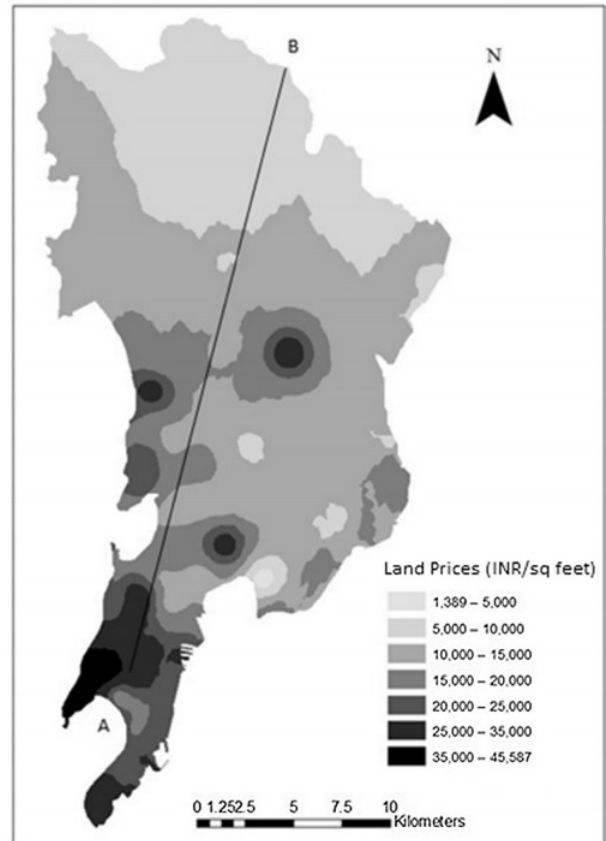 B
N
Land Prices (INR/sq feet)
1,389 – 5,000
5,000 – 10,000
10,000 – 15,000
15,000 – 20,000
20,000 – 25,000
25,000 – 35,000
35,000 – 45,587
A
0 1.252.5 5 7.5 10
Kilometers